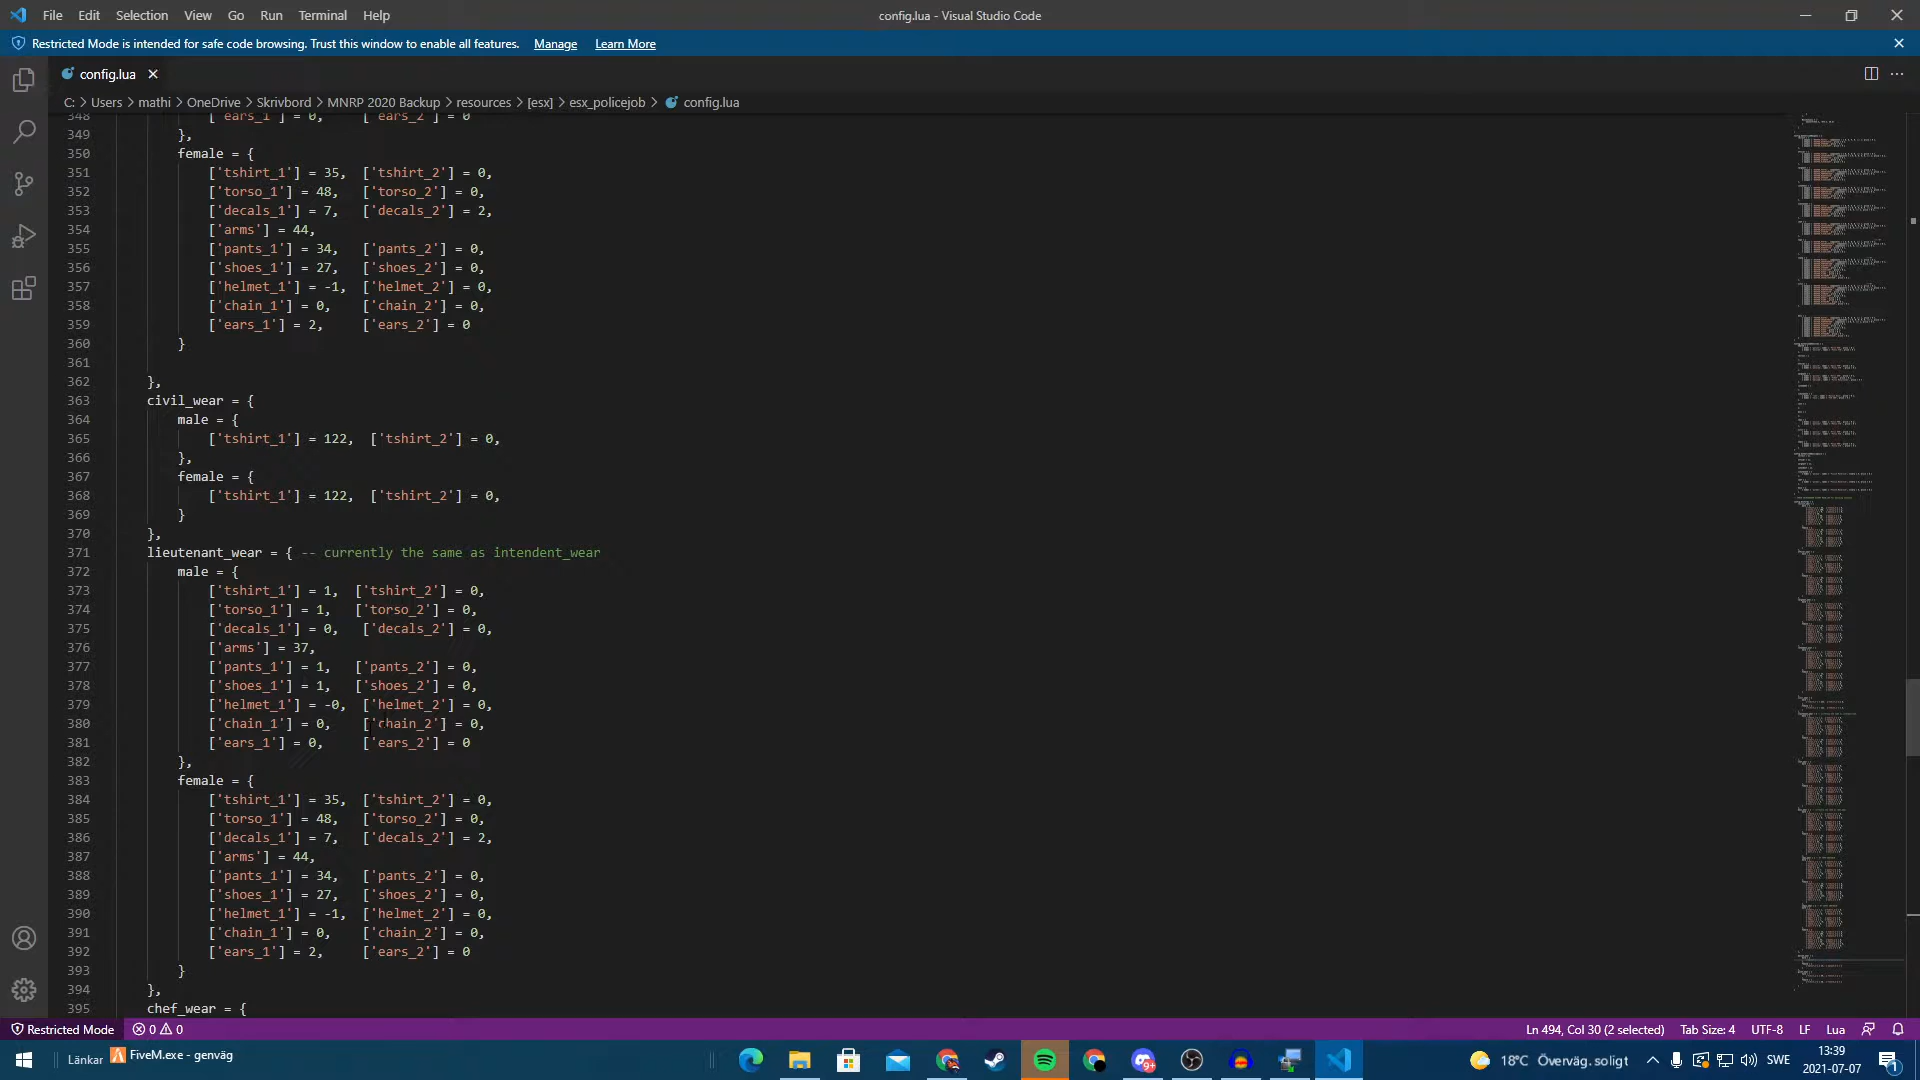 File Edit Selection View Go Run Terminal Help
config.lua - Visual Studio Code
Restricted Mode is intended for safe code browsing. Trust this window to enable all features. Manage Learn More
config.lua
C: > Users > mathi > OneDrive > Skrivbord > MNRP 2020 Backup > resources > [esx] > esx_policejob > config.lua
348 ['ears_1'] = 0, ['ears_2'] = 0
349 },
350 female = {
351 ['tshirt_1'] = 35, ['tshirt_2'] = 0,
352 ['torso_1'] = 48, ['torso_2'] = 0,
353 ['decals_1'] = 7, ['decals_2'] = 2,
354 ['arms'] = 44,
355 ['pants_1'] = 34, ['pants_2'] = 0,
356 ['shoes_1'] = 27, ['shoes_2'] = 0,
357 ['helmet_1'] = -1, ['helmet_2'] = 0,
358 ['chain_1'] = 0, ['chain_2'] = 0,
359 ['ears_1'] = 2, ['ears_2'] = 0
360 }
361
362 },
363 civil_wear = {
364 male = {
365 ['tshirt_1'] = 122, ['tshirt_2'] = 0,
366 },
367 female = {
368 ['tshirt_1'] = 122, ['tshirt_2'] = 0,
369 }
370 },
371 lieutenant_wear = { -- currently the same as intendent_wear
372 male = {
373 ['tshirt_1'] = 1, ['tshirt_2'] = 0,
374 ['torso_1'] = 1, ['torso_2'] = 0,
375 ['decals_1'] = 0, ['decals_2'] = 0,
376 ['arms'] = 37,
377 ['pants_1'] = 1, ['pants_2'] = 0,
378 ['shoes_1'] = 1, ['shoes_2'] = 0,
379 ['helmet_1'] = -0, ['helmet_2'] = 0,
380 ['chain_1'] = 0, ['chain_2'] = 0,
381 ['ears_1'] = 0, ['ears_2'] = 0
382 },
383 female = {
384 ['tshirt_1'] = 35, ['tshirt_2'] = 0,
385 ['torso_1'] = 48, ['torso_2'] = 0,
386 ['decals_1'] = 7, ['decals_2'] = 2,
387 ['arms'] = 44,
388 ['pants_1'] = 34, ['pants_2'] = 0,
389 ['shoes_1'] = 27, ['shoes_2'] = 0,
390 ['helmet_1'] = -1, ['helmet_2'] = 0,
391 ['chain_1'] = 0, ['chain_2'] = 0,
392 ['ears_1'] = 2, ['ears_2'] = 0
393 }
394 },
395 chef_wear = {
Restricted Mode 0 0 Ln 494, Col 30 (2 selected) Tab Size: 4 UTF-8 LF Lua
Länkar FiveM.exe - genväg 9+ 18°C Överväg. soligt SWE 13:39
2021-07-07 1